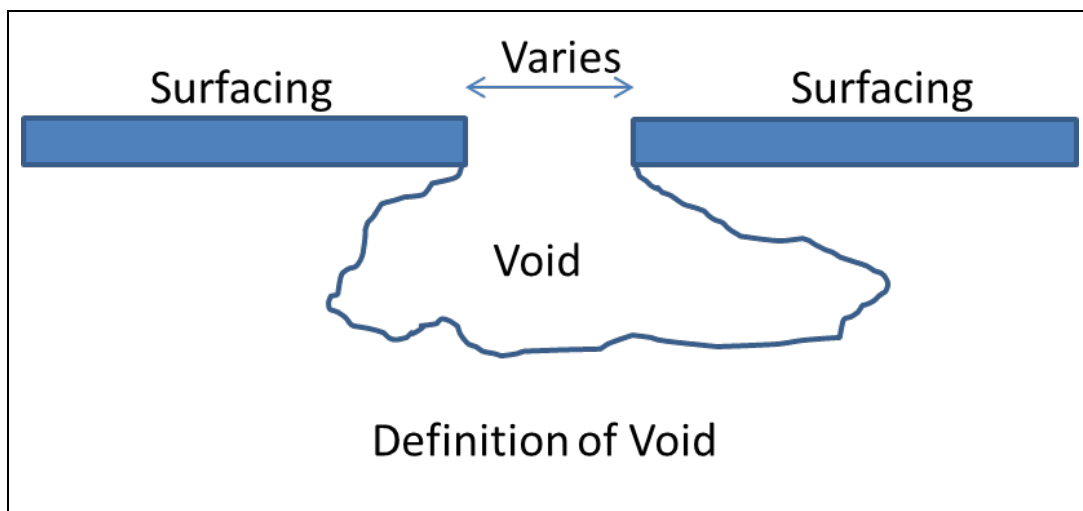 Varies
Surfacing
Surfacing
Void
Definition of Void